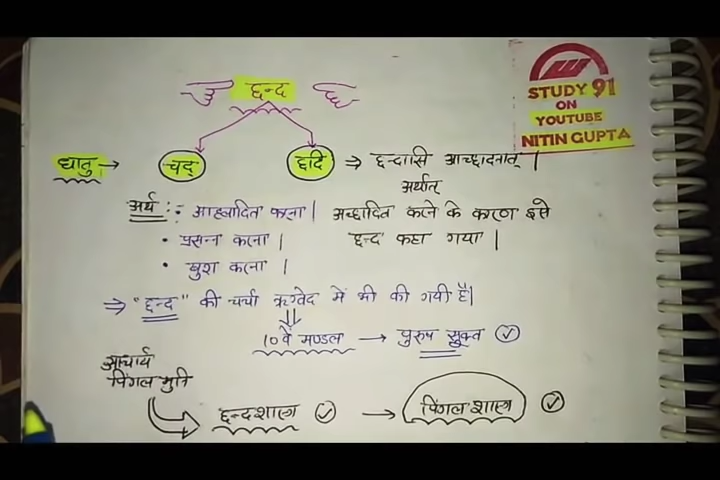 छन्द
STUDY 91
ON
YOUTUBE
NITIN GUPTA
धातु → चद् छदि ⇒ छन्दासि आच्छादनात् |
अर्थात्
अर्थ :- आह्लादित करना | अच्छादित करने के कारण इसे
• प्रसन्न करना | छन्द कहा गया |
• खुश करना |
⇒ "छन्द" की चर्चा ऋग्वेद में भी की गयी है|
10वें मण्डल → पुरुष सूक्त ✓
आचार्य
पिंगल मुनि
छन्दशास्त्र ✓ → पिंगल शास्त्र ✓